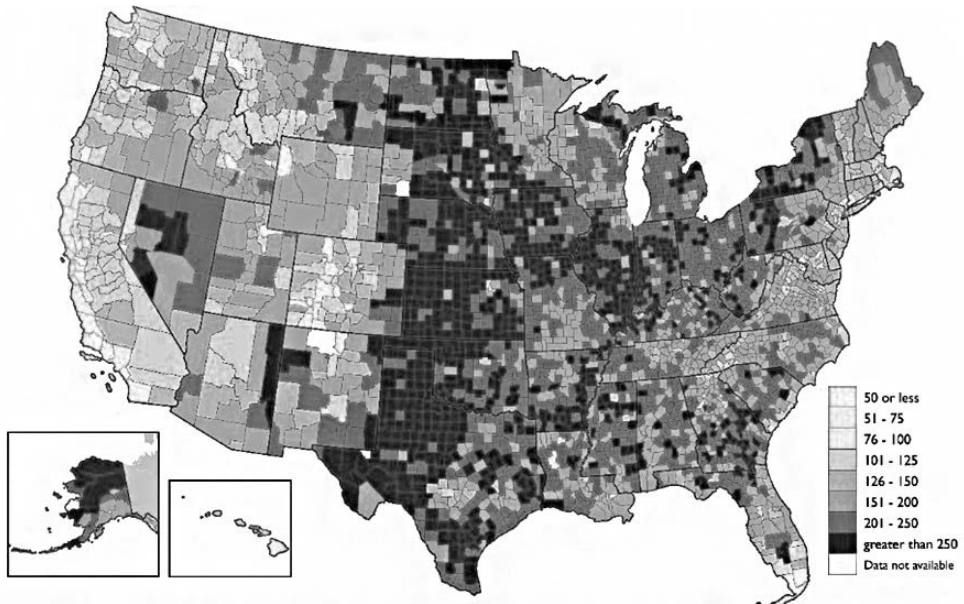 50 or less
51 - 75
76 - 100
101 - 125
126 - 150
151 - 200
201 - 250
greater than 250
Data not available